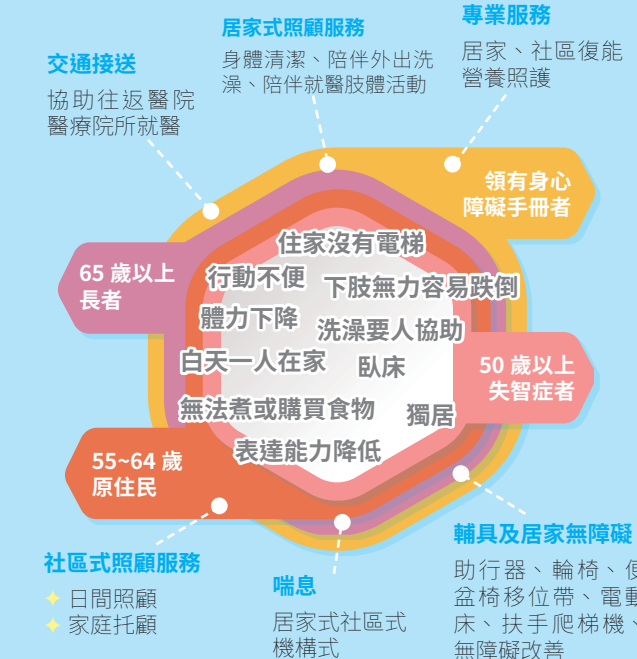 專業服務
居家、社區復能
營養照護
居家式照顧服務
身體清潔、陪伴外出洗
澡、陪伴就醫肢體活動
交通接送
協助往返醫院
醫療院所就醫
領有身心
障礙手冊者
65 歲以上
長者
住家沒有電梯
行動不便
下肢無力容易跌倒
體力下降
洗澡要人協助
白天一人在家
臥床
無法煮或購買食物
獨居
表達能力降低
50 歲以上
失智症者
55~64 歲
原住民
社區式照顧服務
日間照顧
家庭托顧
喘息
居家式社區式
機構式
輔具及居家無障礙
助行器、輪椅、便
盆椅移位帶、電動
床、扶手爬梯機、
無障礙改善